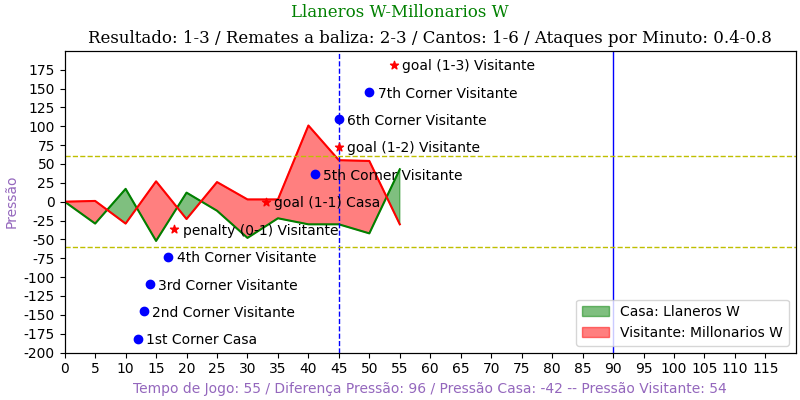 Llaneros W-Millonarios W
Resultado: 1-3 / Remates a baliza: 2-3 / Cantos: 1-6 / Ataques por Minuto: 0.4-0.8
175
150
125
100
75
50
25
0
-25
-50
-75
-100
-125
-150
-175
-200
Pressão
goal (1-3) Visitante
7th Corner Visitante
6th Corner Visitante
goal (1-2) Visitante
5th Corner Visitante
goal (1-1) Casa
penalty (0-1) Visitante
4th Corner Visitante
3rd Corner Visitante
2nd Corner Visitante
1st Corner Casa
Casa: Llaneros W
Visitante: Millonarios W
0 5 10 15 20 25 30 35 40 45 50 55 60 65 70 75 80 85 90 95 100 105 110 115
Tempo de Jogo: 55 / Diferença Pressão: 96 / Pressão Casa: -42 -- Pressão Visitante: 54